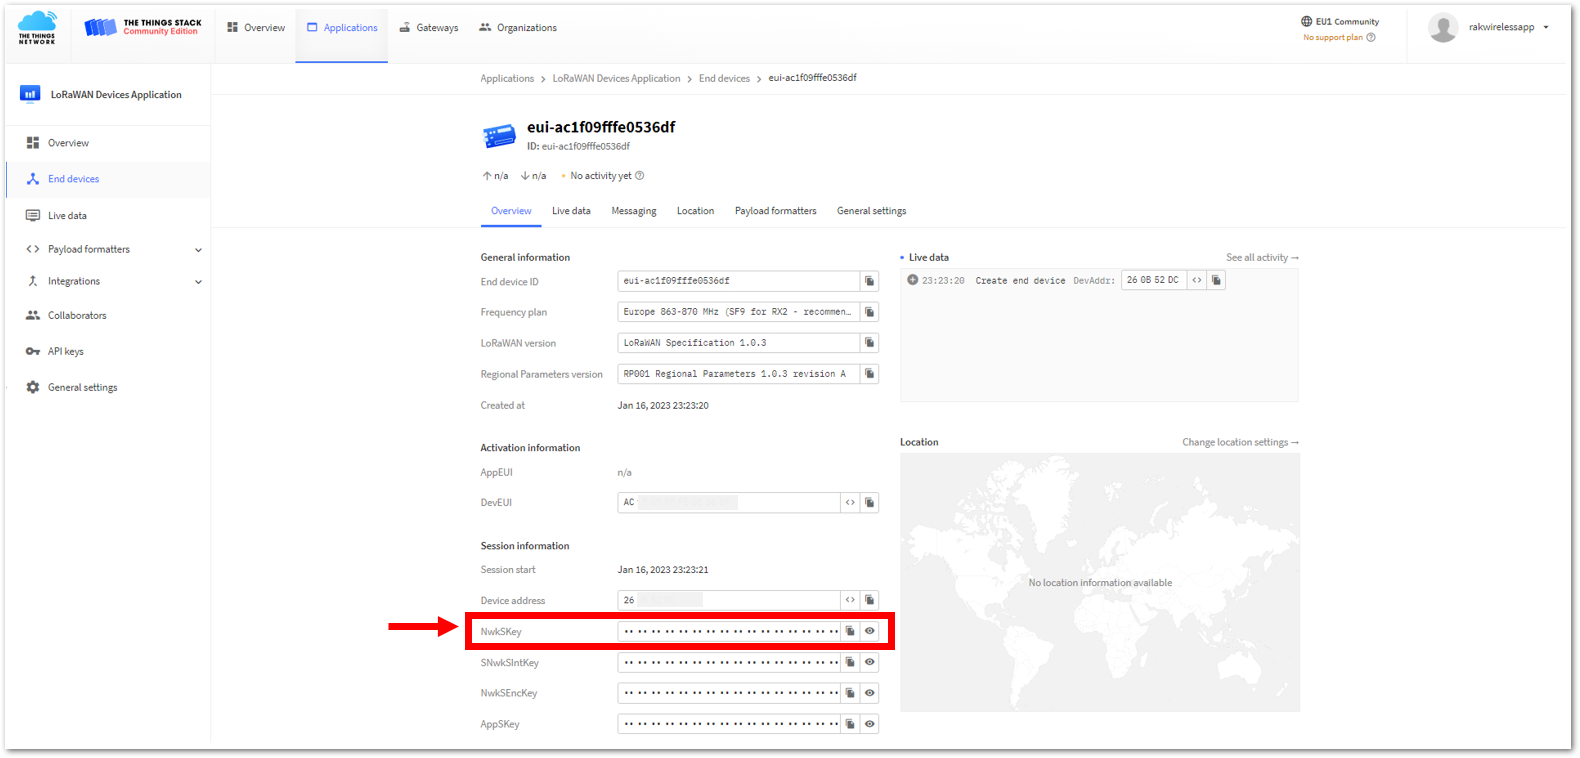 THE THINGS NETWORK
THE THINGS STACK
Community Edition
Overview
Applications
Gateways
Organizations
EU1 Community
No support plan
rakwirelessapp
LoRaWAN Devices Application
Overview
End devices
Live data
Payload formatters
Integrations
Collaborators
API keys
General settings
Applications > LoRaWAN Devices Application > End devices > eui-ac1f09fffe0536df
eui-ac1f09fffe0536df
ID: eui-ac1f09fffe0536df
↑ n/a ↓ n/a • No activity yet
Overview Live data Messaging Location Payload formatters General settings
General information
End device ID eui-ac1f09fffe0536df
Frequency plan Europe 863-870 MHz (SF9 for RX2 - recommen…
LoRaWAN version LoRaWAN Specification 1.0.3
Regional Parameters version RP001 Regional Parameters 1.0.3 revision A
Created at Jan 16, 2023 23:23:20
Activation information
AppEUI n/a
DevEUI AC
Session information
Session start Jan 16, 2023 23:23:21
Device address 26
NwkSKey
SNwkSIntKey
NwkSEncKey
AppSKey
Live data See all activity →
23:23:20 Create end device DevAddr: 26 0B 52 DC
Location Change location settings →
No location information available